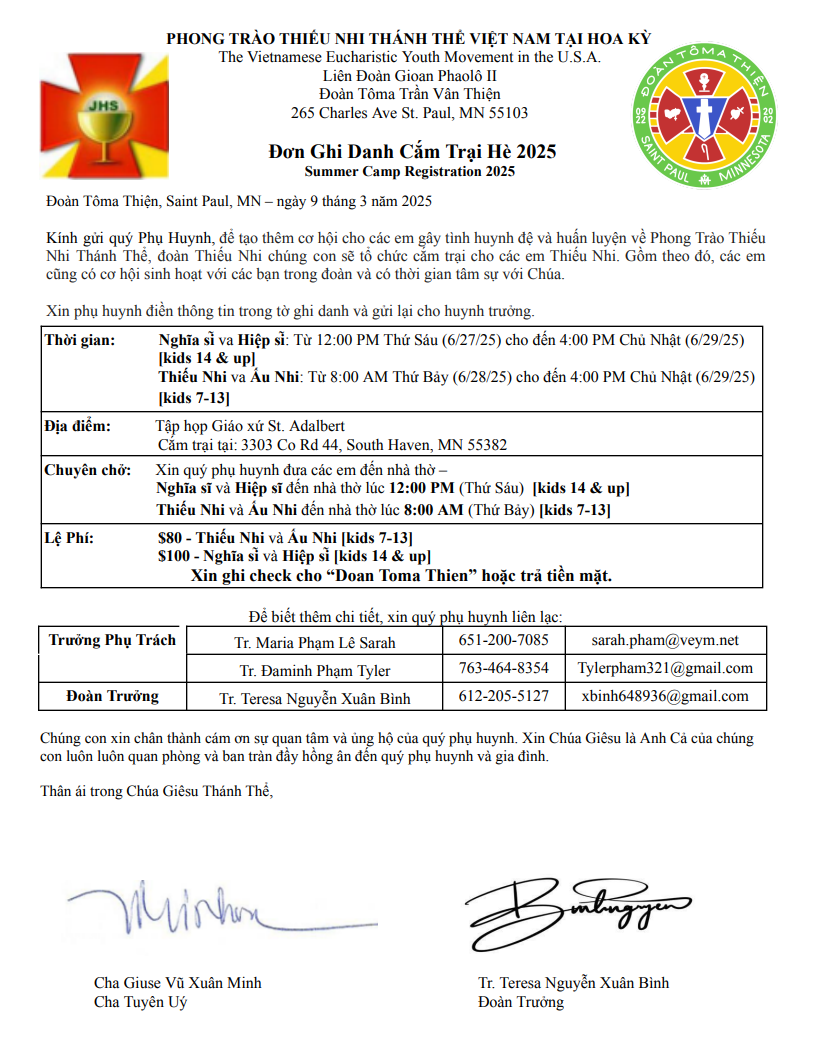 PHONG TRÀO THIẾU NHI THÁNH THỂ VIỆT NAM TẠI HOA KỲ
The Vietnamese Eucharistic Youth Movement in the U.S.A.
Liên Đoàn Gioan Phaolô II
Đoàn Tôma Trần Văn Thiện
265 Charles Ave St. Paul, MN 55103
JHS
ĐOÀN TÔMA THIỆN
09 22
20 02
SAINT PAUL MINNESOTA
Đơn Ghi Danh Cắm Trại Hè 2025
Summer Camp Registration 2025
Đoàn Tôma Thiện, Saint Paul, MN – ngày 9 tháng 3 năm 2025
Kính gửi quý Phụ Huynh, để tạo thêm cơ hội cho các em gây tình huynh đệ và huấn luyện về Phong Trào Thiếu
Nhi Thánh Thể, đoàn Thiếu Nhi chúng con sẽ tổ chức cắm trại cho các em Thiếu Nhi. Gồm theo đó, các em
cũng có cơ hội sinh hoạt với các bạn trong đoàn và có thời gian tâm sự với Chúa.
Xin phụ huynh điền thông tin trong tờ ghi danh và gửi lại cho huynh trưởng.
Thời gian: Nghĩa sĩ va Hiệp sĩ: Từ 12:00 PM Thứ Sáu (6/27/25) cho đến 4:00 PM Chủ Nhật (6/29/25)
[kids 14 & up]
Thiếu Nhi va Ấu Nhi: Từ 8:00 AM Thứ Bảy (6/28/25) cho đến 4:00 PM Chủ Nhật (6/29/25)
[kids 7-13]
Địa điểm: Tập họp Giáo xứ St. Adalbert
Cắm trại tại: 3303 Co Rd 44, South Haven, MN 55382
Chuyên chở: Xin quý phụ huynh đưa các em đến nhà thờ –
Nghĩa sĩ và Hiệp sĩ đến nhà thờ lúc 12:00 PM (Thứ Sáu) [kids 14 & up]
Thiếu Nhi và Ấu Nhi đến nhà thờ lúc 8:00 AM (Thứ Bảy) [kids 7-13]
Lệ Phí: $80 - Thiếu Nhi và Ấu Nhi [kids 7-13]
$100 - Nghĩa sĩ và Hiệp sĩ [kids 14 & up]
Xin ghi check cho “Doan Toma Thien” hoặc trả tiền mặt.
Để biết thêm chi tiết, xin quý phụ huynh liên lạc:
Trưởng Phụ Trách Tr. Maria Phạm Lê Sarah 651-200-7085 sarah.pham@veym.net
Tr. Đaminh Phạm Tyler 763-464-8354 Tylerpham321@gmail.com
Đoàn Trưởng Tr. Teresa Nguyễn Xuân Bình 612-205-5127 xbinh648936@gmail.com
Chúng con xin chân thành cám ơn sự quan tâm và ủng hộ của quý phụ huynh. Xin Chúa Giêsu là Anh Cả của chúng
con luôn luôn quan phòng và ban tràn đầy hồng ân đến quý phụ huynh và gia đình.
Thân ái trong Chúa Giêsu Thánh Thể,
Cha Giuse Vũ Xuân Minh
Cha Tuyên Uý
Tr. Teresa Nguyễn Xuân Bình
Đoàn Trưởng